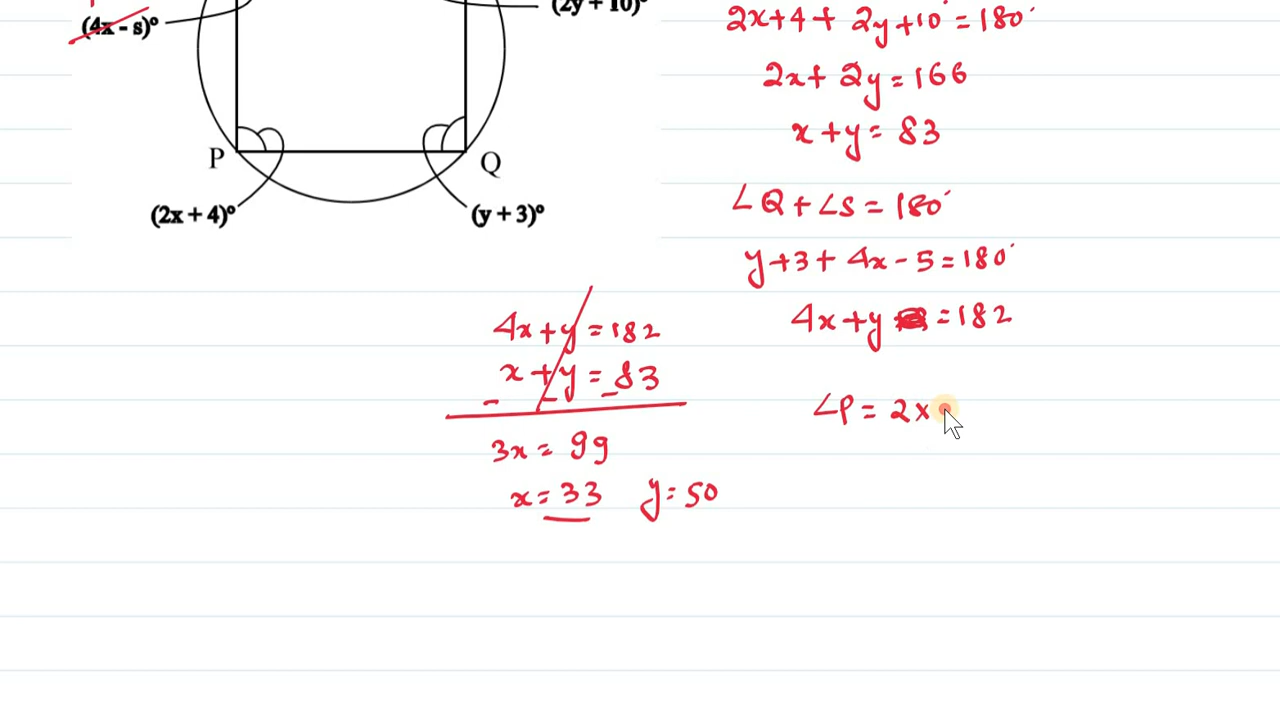 (4x - s)°
(2y + 10)°
P
Q
(2x + 4)°
(y + 3)°
2x+4+ 2y+10°=180°
2x+ 2y=166
x+y= 83
∠Q+∠S=180°
y+3+ 4x-5=180°
4x+y =182
4x+y=182
x+y=83
- - -
3x= 99
x=33 y=50
∠P= 2x